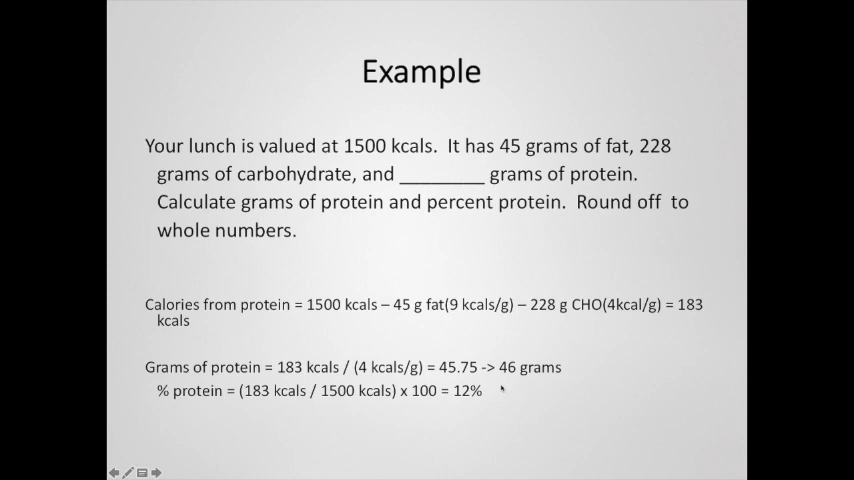 Example
Your lunch is valued at 1500 kcals.  It has 45 grams of fat, 228
grams of carbohydrate, and ________ grams of protein.
Calculate grams of protein and percent protein.  Round off  to
whole numbers.
Calories from protein = 1500 kcals – 45 g fat(9 kcals/g) – 228 g CHO(4kcal/g) = 183
kcals
Grams of protein = 183 kcals / (4 kcals/g) = 45.75 -> 46 grams
% protein = (183 kcals / 1500 kcals) x 100 = 12%